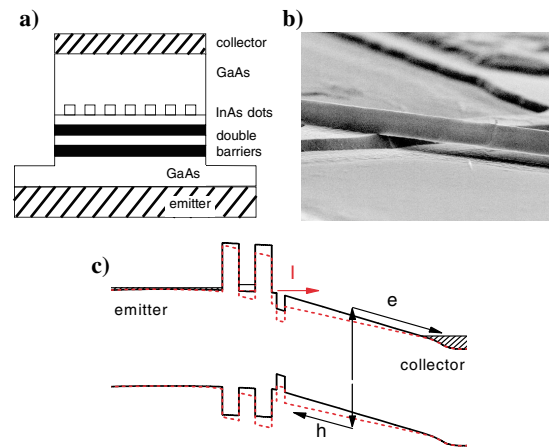 a)
collector
GaAs
InAs dots
double
barriers
GaAs
emitter
b)
c)
I
e
emitter
collector
h